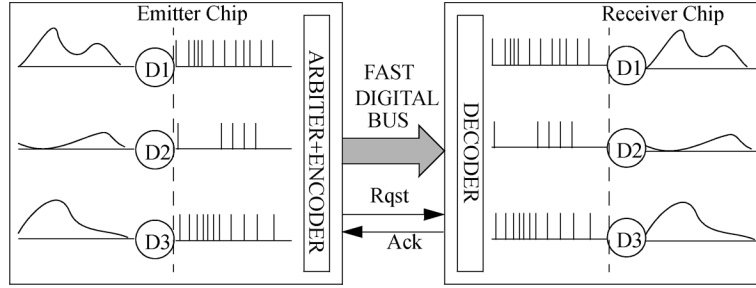 Emitter Chip
Receiver Chip
D1
D2
D3
ARBITER+ENCODER
FAST
DIGITAL
BUS
Rqst
Ack
DECODER
D1
D2
D3